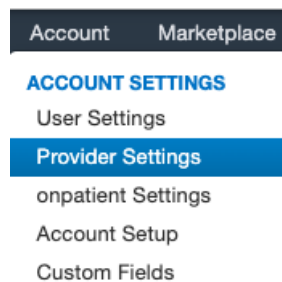 Account Marketplace
ACCOUNT SETTINGS
User Settings
Provider Settings
onpatient Settings
Account Setup
Custom Fields